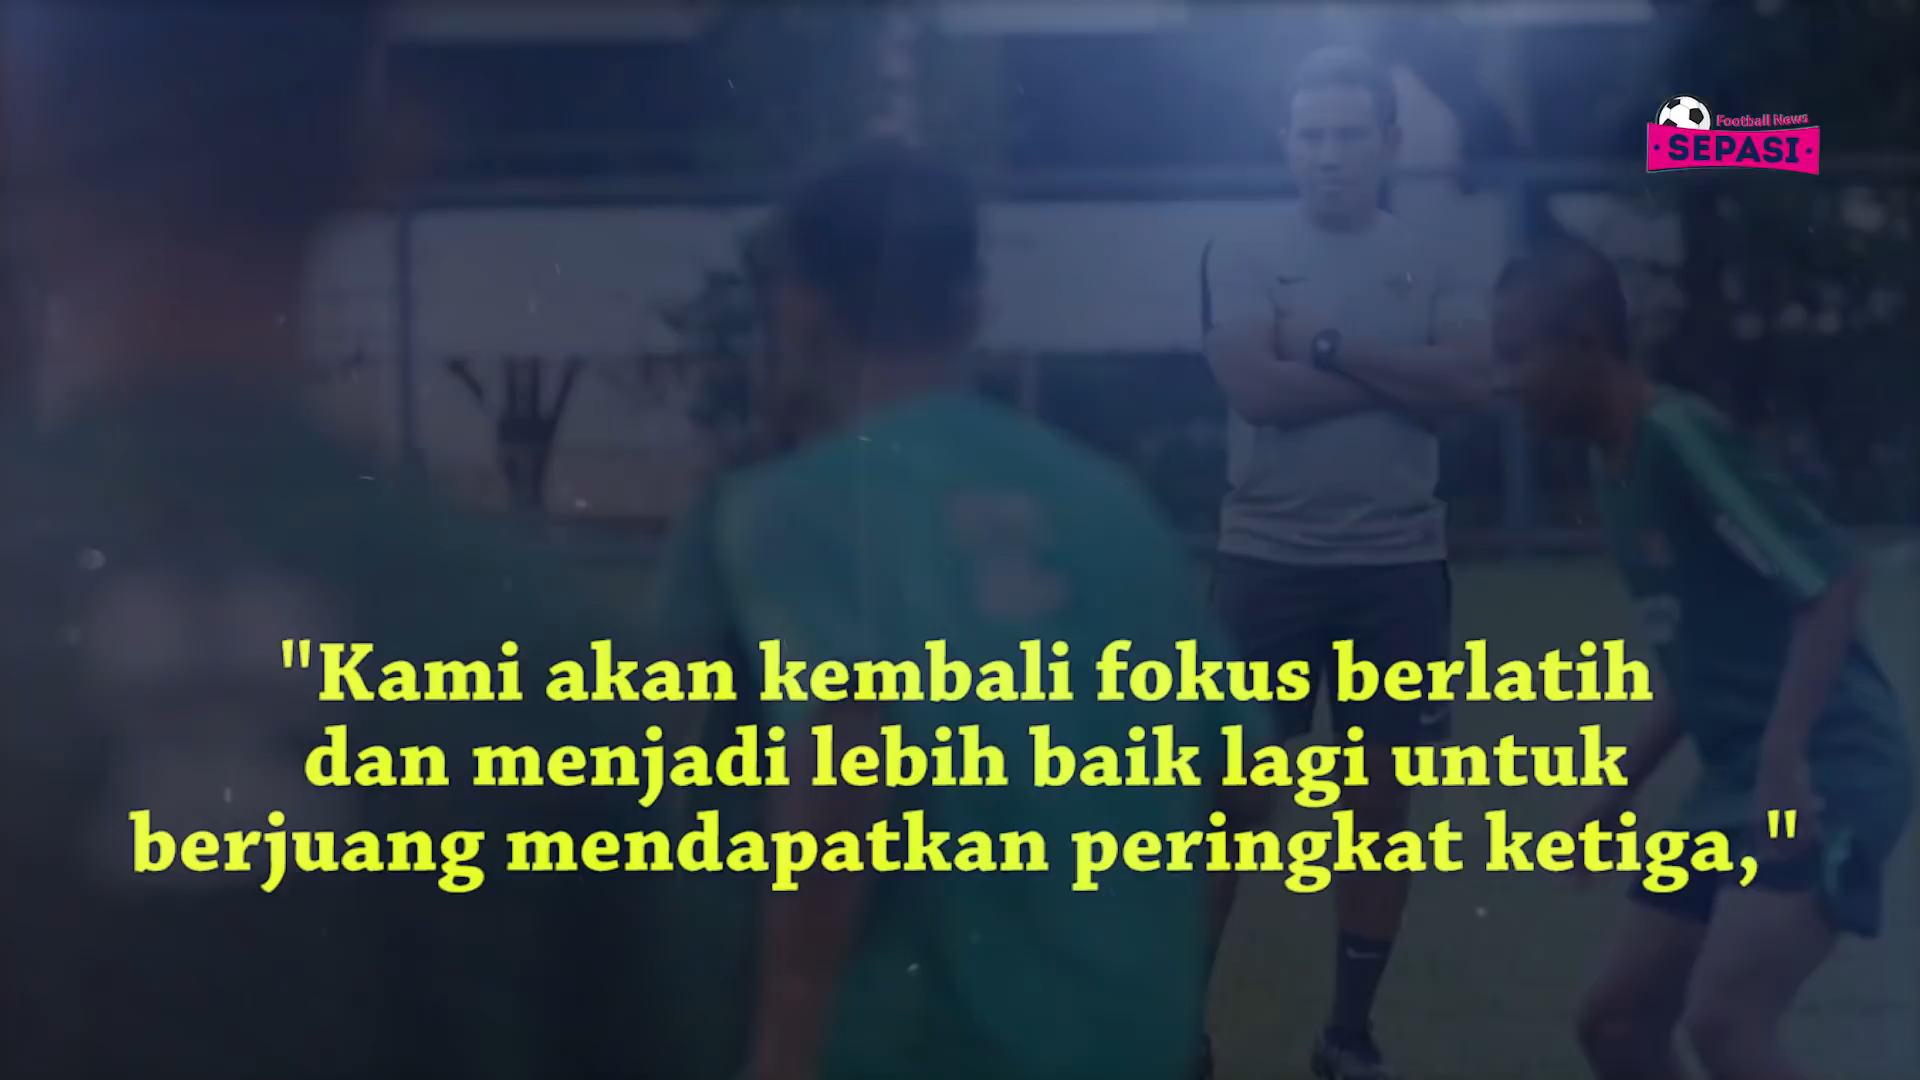 Football News
SEPASI
"Kami akan kembali fokus berlatih
dan menjadi lebih baik lagi untuk
berjuang mendapatkan peringkat ketiga,"